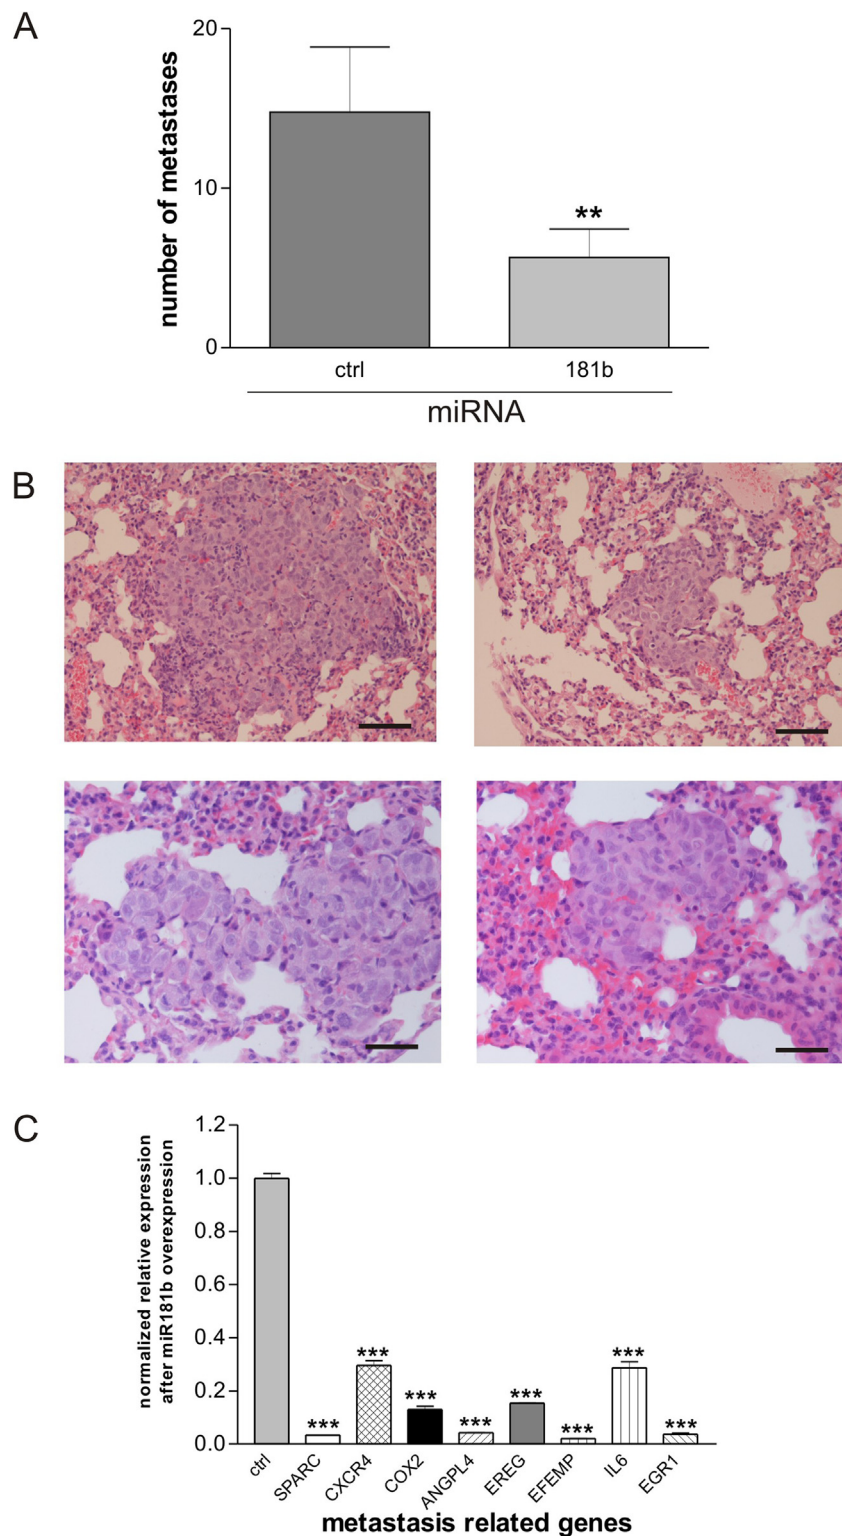 A
20
10
0
number of metastases
**
ctrl
181b
miRNA
B
C
normalized relative expression
after miR181b overexpression
1.2
1.0
0.8
0.6
0.4
0.2
0.0
***
***
***
***
***
***
***
***
ctrl
SPARC
CXCR4
COX2
ANGPL4
EREG
EFEMP
IL6
EGR1
metastasis related genes